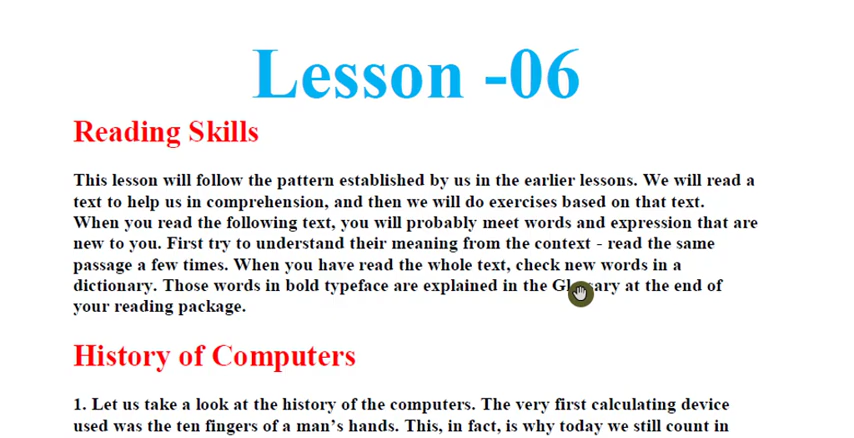 Lesson -06
Reading Skills
This lesson will follow the pattern established by us in the earlier lessons. We will read a
text to help us in comprehension, and then we will do exercises based on that text.
When you read the following text, you will probably meet words and expression that are
new to you. First try to understand their meaning from the context - read the same
passage a few times. When you have read the whole text, check new words in a
dictionary. Those words in bold typeface are explained in the Glossary at the end of
your reading package.
History of Computers
1. Let us take a look at the history of the computers. The very first calculating device
used was the ten fingers of a man’s hands. This, in fact, is why today we still count in